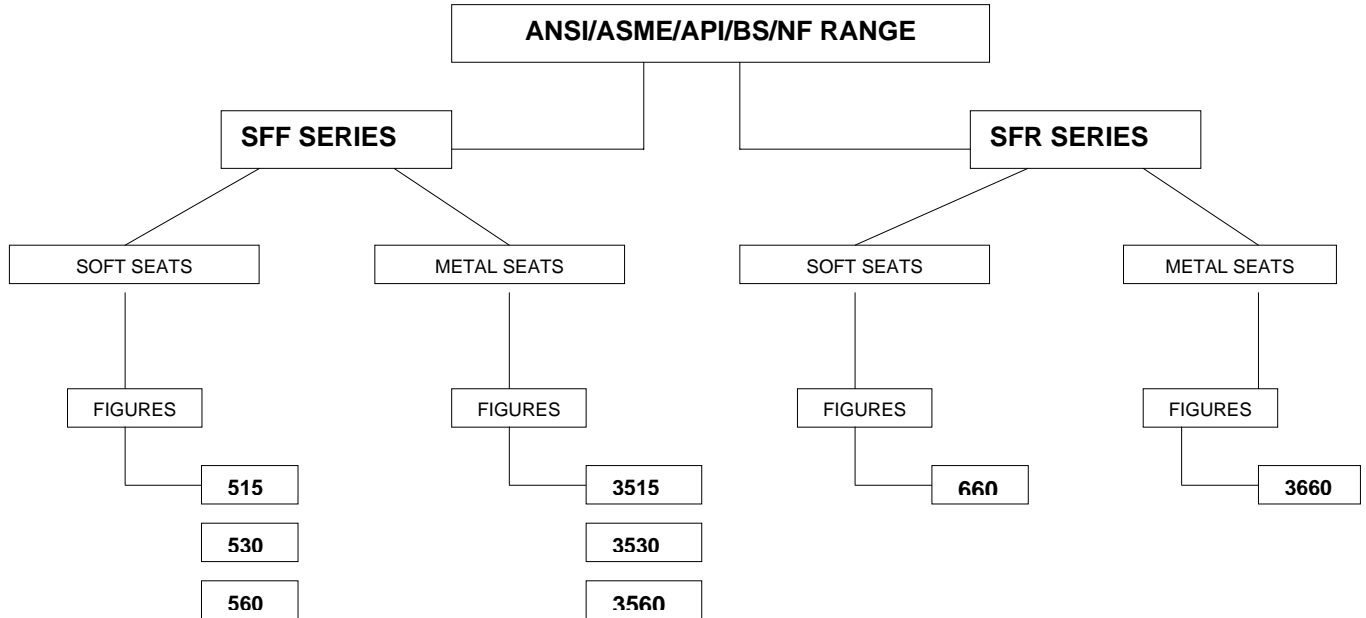 ANSI/ASME/API/BS/NF RANGE
SFF SERIES
SFR SERIES
SOFT SEATS
METAL SEATS
SOFT SEATS
METAL SEATS
FIGURES
FIGURES
FIGURES
FIGURES
515
3515
660
3660
530
3530
560
3560